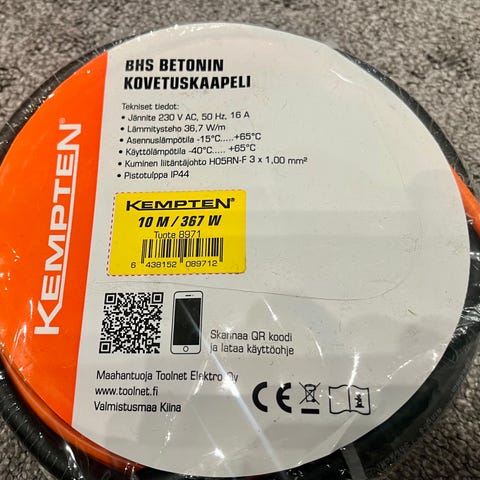 BHS BETONIN
KOVETUSKAAPELI
Tekniset tiedot:
• Jännite 230 V AC, 50 Hz, 16 A
• Lämmitysteho 36,7 W/m
• Asennuslämpötila -15°C.....+65°C
• Käyttölämpötila -40°C..... +65°C
• Kuminen liitäntäjohto H05RN-F 3 x 1,00 mm²
• Pistotulppa IP44
KEMPTEN®
KEMPTEN®
10 M / 367 W
Tuote 8971
6 438152 089712
Skannaa QR koodi
ja lataa käyttöohje
Maahantuoja Toolnet Elektro Oy
www.toolnet.fi
Valmistusmaa Kiina
CE